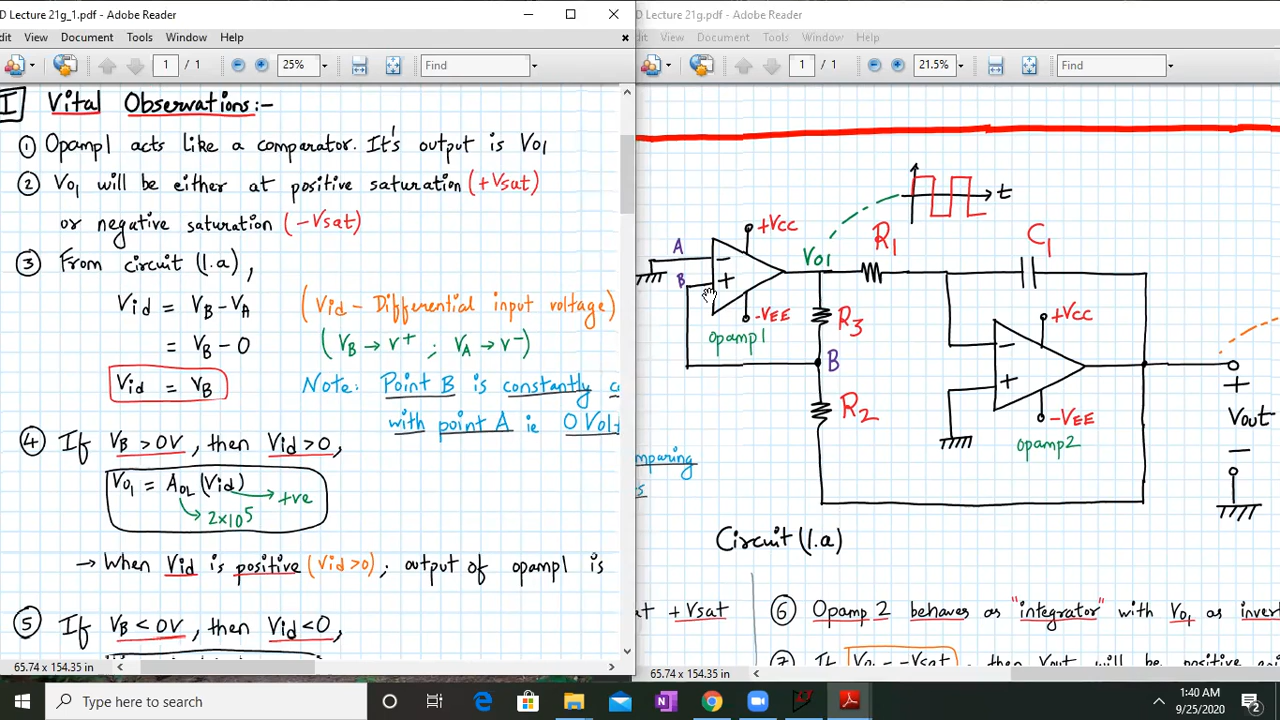 D Lecture 21g_1.pdf - Adobe Reader
dit View Document Tools Window Help
1 / 1 25% Find
I Vital Observations:-
① Opamp1 acts like a comparator. It's output is Vo1
② Vo1 will be either at positive saturation (+Vsat)
or negative saturation (-Vsat)
③ From circuit (1.a),
Vid = VB - VA (Vid - Differential input voltage)
= VB - 0 (VB → V+ ; VA → V-)
Vid = VB Note: Point B is constantly
with point A ie 0
④ If VB > 0V, then Vid > 0,
Vo1 = AOL (Vid) → +ve
2×10^5
→ When Vid is positive (Vid>0), output of opamp1 is
⑤ If VB < 0V, then Vid < 0,
65.74 x 154.35 in
D Lecture 21g.pdf - Adobe Reader
dit View Document Tools Window Help
1 / 1 21.5% Find
t
A
B
-
+
+Vcc
-VEE
opamp1
Vo1
R1
C1
R3
B
R2
-
+
+Vcc
-VEE
opamp2
+
Vout
-
Circuit (1.a)
+Vsat
⑥ Opamp 2 behaves as "integrator" with Vo1 as
65.74 x 154.35 in
Type here to search
1:40 AM
9/25/2020
2